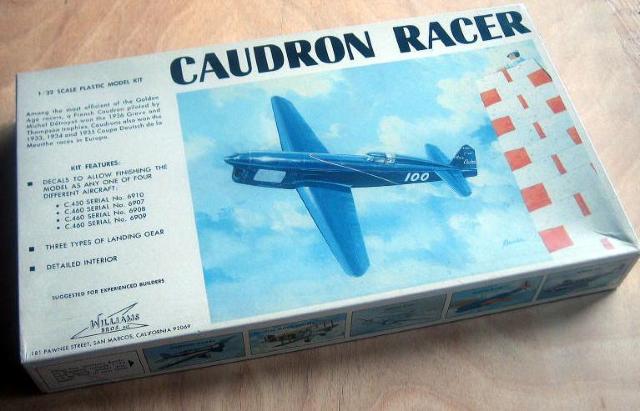 CAUDRON RACER
1/32 SCALE PLASTIC MODEL KIT
Among the most efficient of the Golden
Age racers, a French Caudron piloted by
Michel Détroyat won the 1936 Greve and
Thompson trophies. Caudrons also won the
1933, 1934 and 1935 Coupe Deutsch de la
Meurthe races in Europe.
KIT FEATURES:
DECALS TO ALLOW FINISHING THE
MODEL AS ANY ONE OF FOUR
DIFFERENT AIRCRAFT:
• C.450 SERIAL No. 6910
• C.460 SERIAL No. 6907
• C.460 SERIAL No. 6908
• C.460 SERIAL No. 6909
THREE TYPES OF LANDING GEAR
DETAILED INTERIOR
SUGGESTED FOR EXPERIENCED BUILDERS
WILLIAMS
BROS. INC.
181 PAWNEE STREET, SAN MARCOS, CALIFORNIA 92069
100